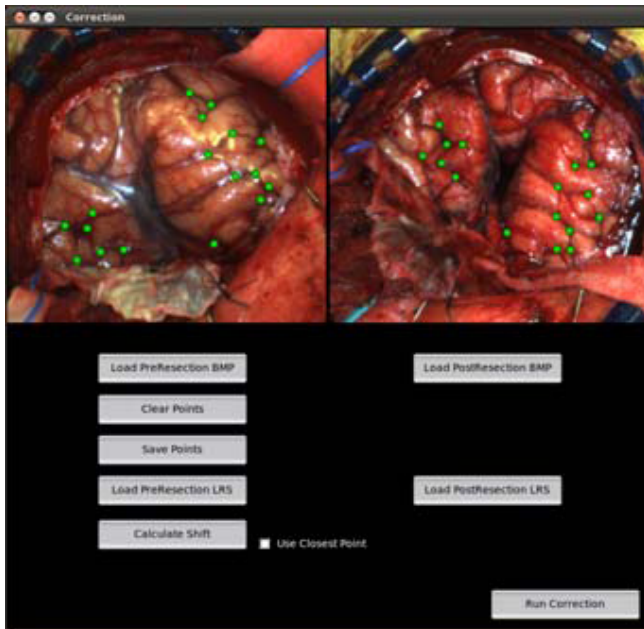 Correction
Load PreResection BMP
Load PostResection BMP
Clear Points
Save Points
Load PreResection LRS
Load PostResection LRS
Calculate Shift
Use Closest Point
Run Correction